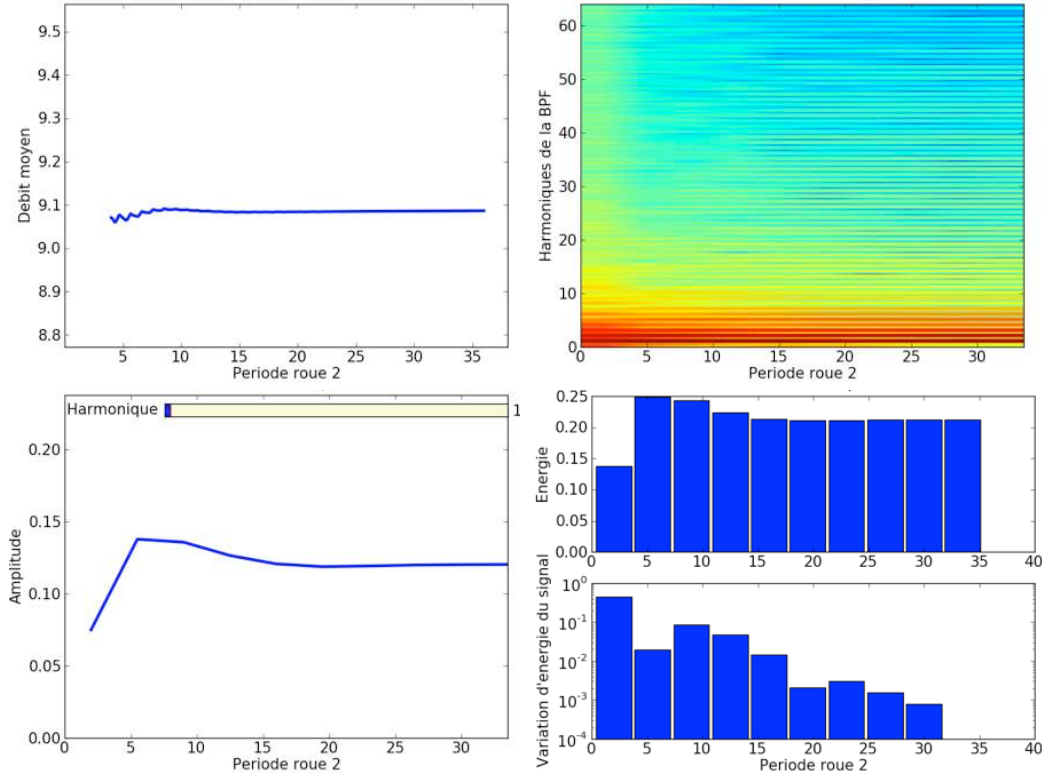 9.5
9.4
9.3
9.2
9.1
9.0
8.9
8.8
Debit moyen
5 10 15 20 25 30 35
Periode roue 2
60
50
40
30
20
10
0
Harmoniques de la BPF
0 5 10 15 20 25 30
Periode roue 2
Harmonique 1
0.20
0.15
0.10
0.05
0.00
Amplitude
0 5 10 15 20 25 30
Periode roue 2
0.25
0.20
0.15
0.10
0.05
0.00
Energie
0 5 10 15 20 25 30 35 40
10⁰
10⁻¹
10⁻²
10⁻³
10⁻⁴
Variation d'energie du signal
0 5 10 15 20 25 30 35 40
Periode roue 2